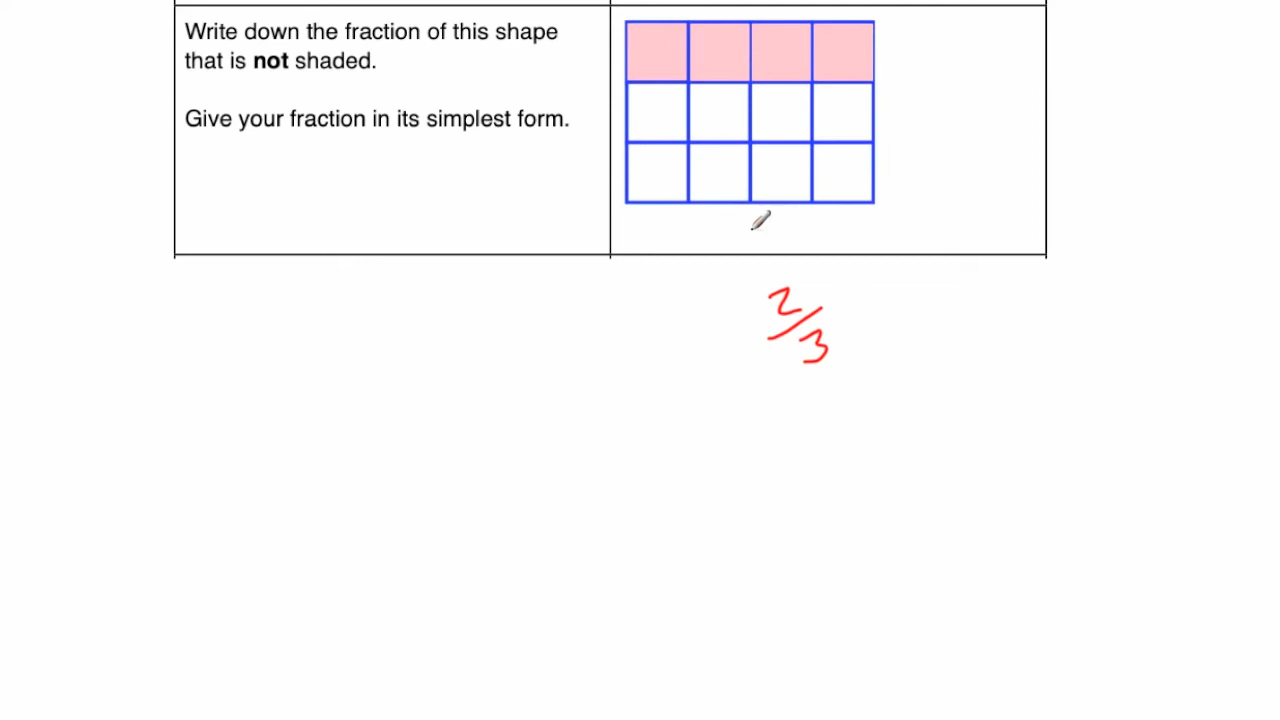 Write down the fraction of this shape
that is not shaded.
Give your fraction in its simplest form.
2/3